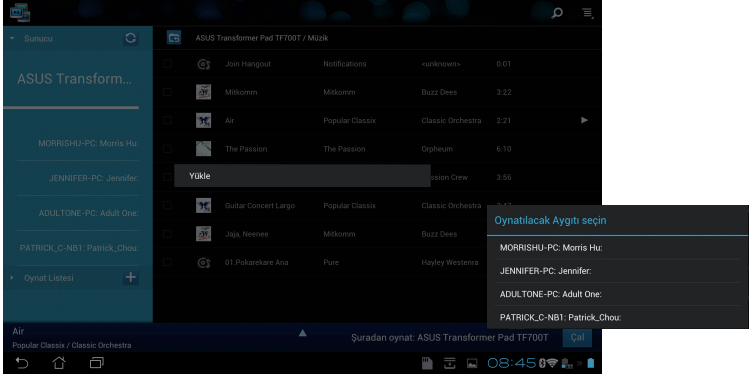 Sunucu
ASUS Transformer Pad TF700T / Müzik
ASUS Transform...
MORRISHU-PC: Morris Hu:
JENNIFER-PC: Jennifer:
ADULTONE-PC: Adult One:
PATRICK_C-NB1: Patrick_Chou:
Oynat Listesi
Join Hangout Notifications <unknown> 0:01
Mitkomm Mitkomm Buzz Dees 3:22
Air Popular Classix Classic Orchestra 2:21
The Passion The Passion Orpheum 6:10
Yükle
ssion Crew 3:56
Guitar Concert Largo Popular Classix Classic Orchestra
Jaja, Neenee Mitkomm Buzz Dees
01.Pokarekare Ana Pure Hayley Westenra
Oynatılacak Aygıtı seçin
MORRISHU-PC: Morris Hu:
JENNIFER-PC: Jennifer:
ADULTONE-PC: Adult One:
PATRICK_C-NB1: Patrick_Chou:
Air
Popular Classix / Classic Orchestra
Şuradan oynat: ASUS Transformer Pad TF700T
Çal
08:45